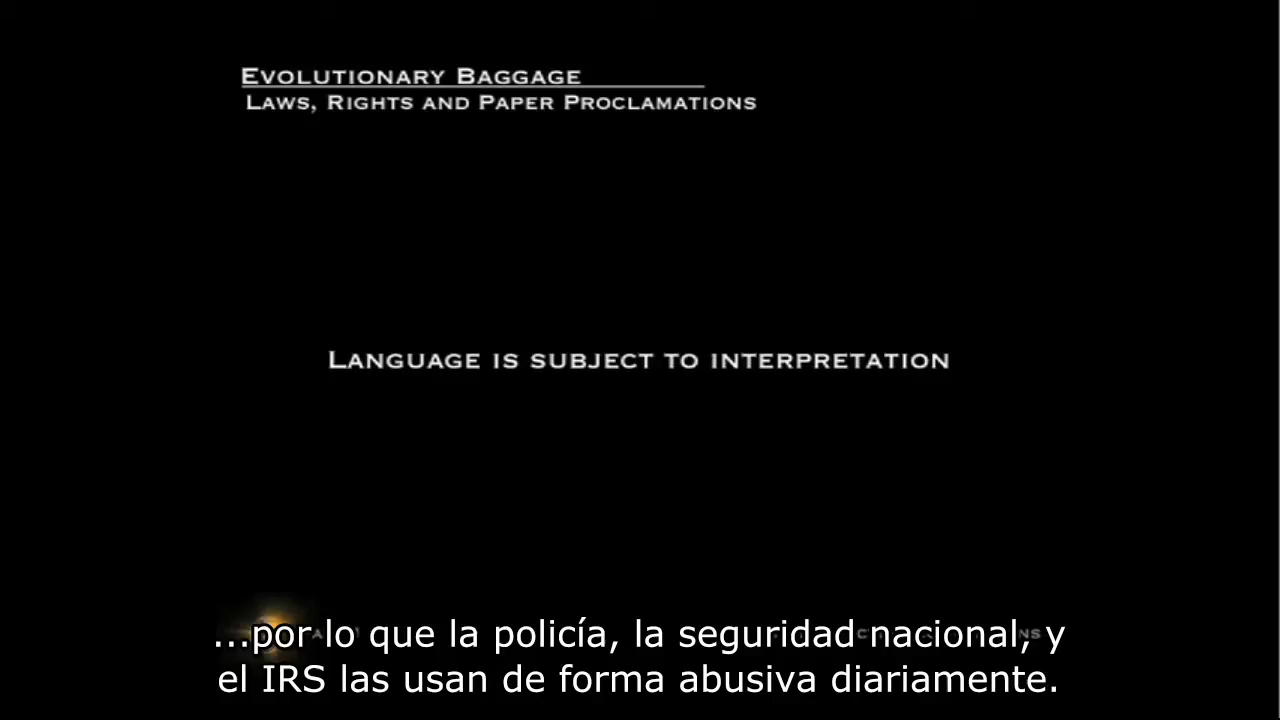 EVOLUTIONARY BAGGAGE
LAWS, RIGHTS AND PAPER PROCLAMATIONS
LANGUAGE IS SUBJECT TO INTERPRETATION
...por lo que la policía, la seguridad nacional, y
el IRS las usan de forma abusiva diariamente.